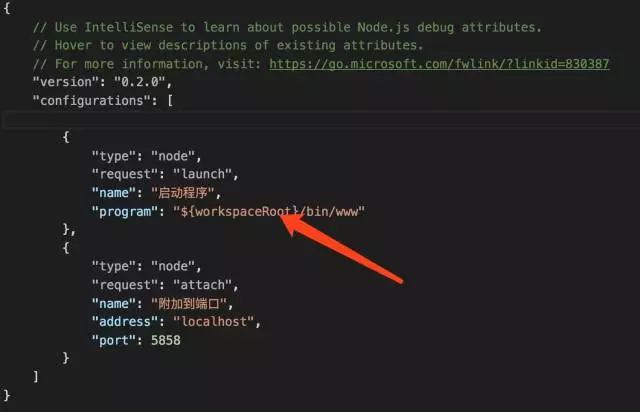 {
// Use IntelliSense to learn about possible Node.js debug attributes.
// Hover to view descriptions of existing attributes.
// For more information, visit: https://go.microsoft.com/fwlink/?linkid=830387
"version": "0.2.0",
"configurations": [
{
"type": "node",
"request": "launch",
"name": "启动程序",
"program": "${workspaceRoot}/bin/www"
},
{
"type": "node",
"request": "attach",
"name": "附加到端口",
"address": "localhost",
"port": 5858
}
]
}